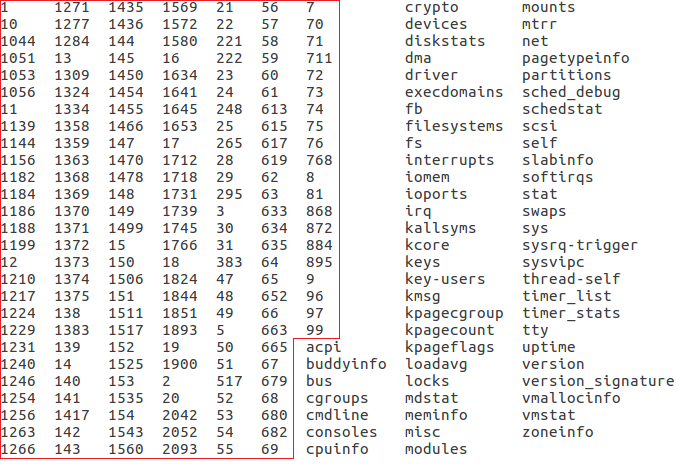 1 1271 1435 1569 21 56 7 crypto mounts
10 1277 1436 1572 22 57 70 devices mtrr
1044 1284 144 1580 221 58 71 diskstats net
1051 13 145 16 222 59 711 dma pagetypeinfo
1053 1309 1450 1634 23 60 72 driver partitions
1056 1324 1454 1641 24 61 73 execdomains sched_debug
11 1334 1455 1645 248 613 74 fb schedstat
1139 1358 1466 1653 25 615 75 filesystems scsi
1144 1359 147 17 265 617 76 fs self
1156 1363 1470 1712 28 619 768 interrupts slabinfo
1182 1368 1478 1718 29 62 8 iomem softirqs
1184 1369 148 1731 295 63 81 ioports stat
1186 1370 149 1739 3 633 868 irq swaps
1188 1371 1499 1745 30 634 872 kallsyms sys
1199 1372 15 1766 31 635 884 kcore sysrq-trigger
12 1373 150 18 383 64 895 keys sysvipc
1210 1374 1506 1824 47 65 9 key-users thread-self
1217 1375 151 1844 48 652 96 kmsg timer_list
1224 138 1511 1851 49 66 97 kpagecgroup timer_stats
1229 1383 1517 1893 5 663 99 kpagecount tty
1231 139 152 19 50 665 acpi kpageflags uptime
1240 14 1525 1900 51 67 buddyinfo loadavg version
1246 140 153 2 517 679 bus locks version_signature
1254 141 1535 20 52 68 cgroups mdstat vmallocinfo
1256 1417 154 2042 53 680 cmdline meminfo vmstat
1263 142 1543 2052 54 682 consoles misc zoneinfo
1266 143 1560 2093 55 69 cpuinfo modules